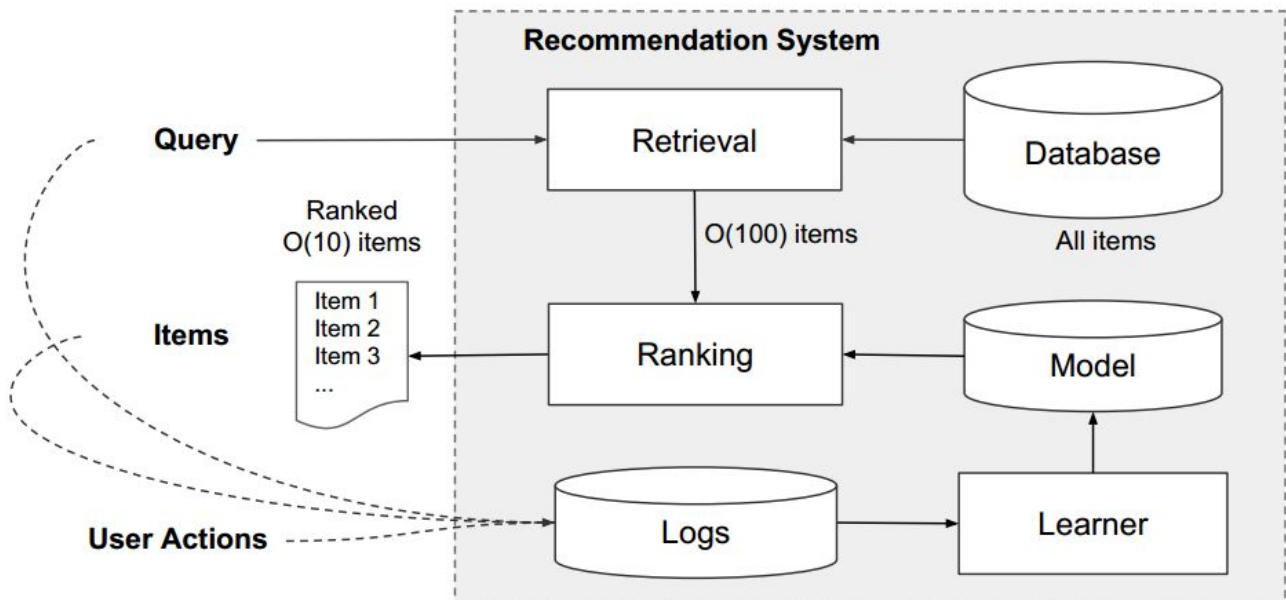 Recommendation System
Query
Retrieval
Database
Ranked
O(10) items
O(100) items
All items
Item 1
Item 2
Item 3
...
Items
Ranking
Model
User Actions
Logs
Learner